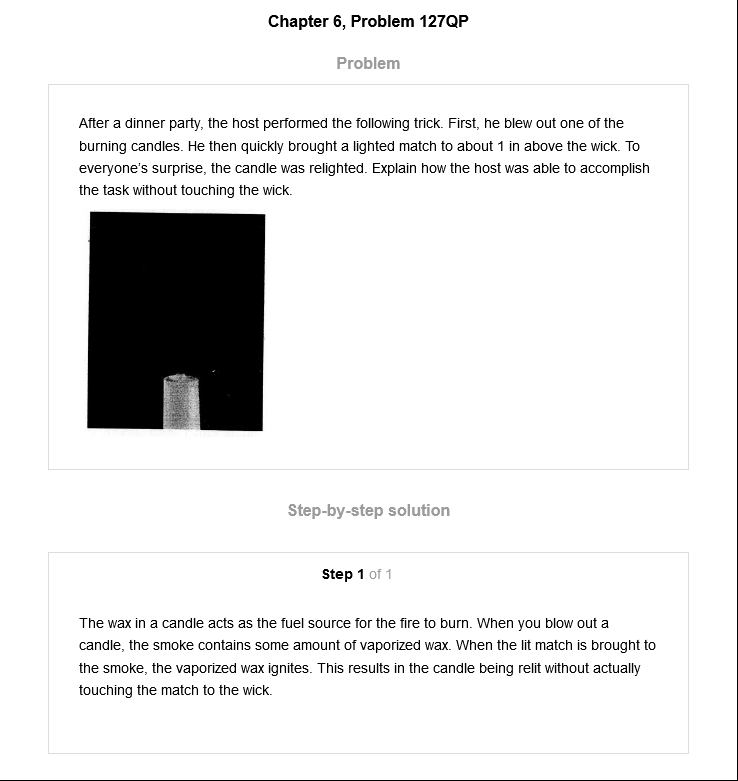 Chapter 6, Problem 127QP
Problem
After a dinner party, the host performed the following trick. First, he blew out one of the
burning candles. He then quickly brought a lighted match to about 1 in above the wick. To
everyone's surprise, the candle was relighted. Explain how the host was able to accomplish
the task without touching the wick.
Step-by-step solution
Step 1 of 1
The wax in a candle acts as the fuel source for the fire to burn. When you blow out a
candle, the smoke contains some amount of vaporized wax. When the lit match is brought to
the smoke, the vaporized wax ignites. This results in the candle being relit without actually
touching the match to the wick.